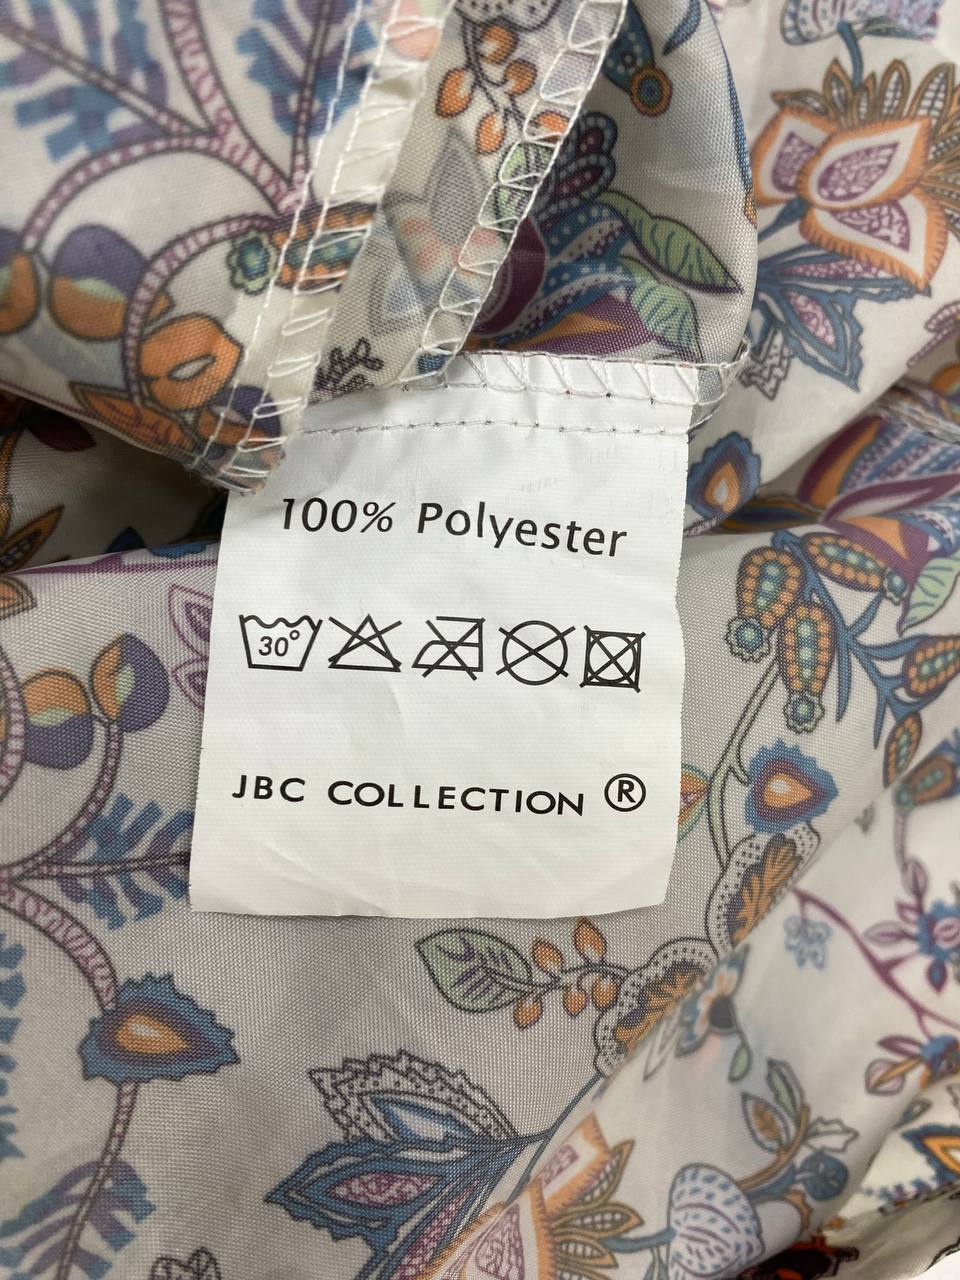 100% Polyester
30°
JBC COLLECTION ®